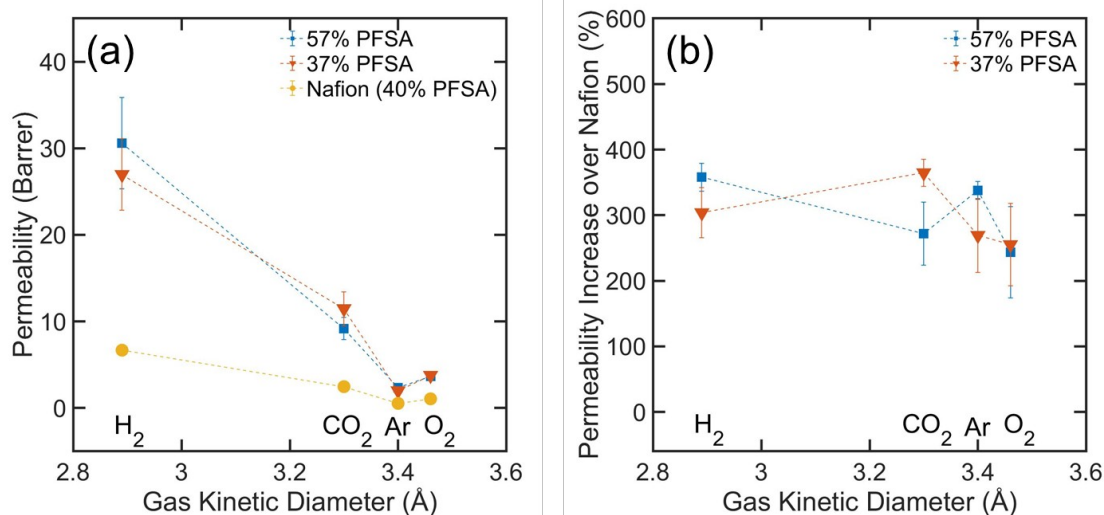 (a)
57% PFSA
37% PFSA
Nafion (40% PFSA)
Permeability (Barrer)
40
30
20
10
0
H2
CO2
Ar
O2
2.8
3
3.2
3.4
3.6
Gas Kinetic Diameter (Å)
(b)
57% PFSA
37% PFSA
Permeability Increase over Nafion (%)
600
500
400
300
200
100
0
H2
CO2
Ar
O2
2.8
3
3.2
3.4
3.6
Gas Kinetic Diameter (Å)